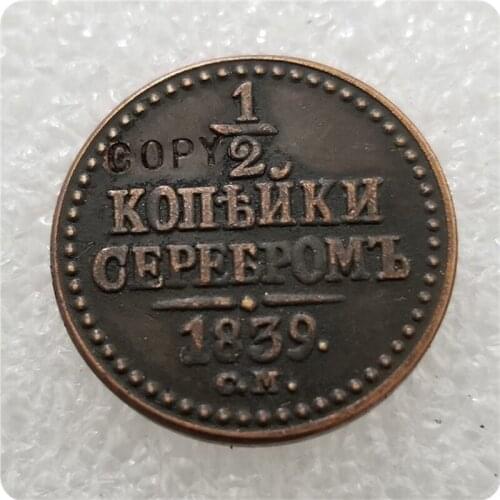 1/2
COPY
КОПѢЙКИ
СЕРЕБРОМЪ
1839.
С.М.